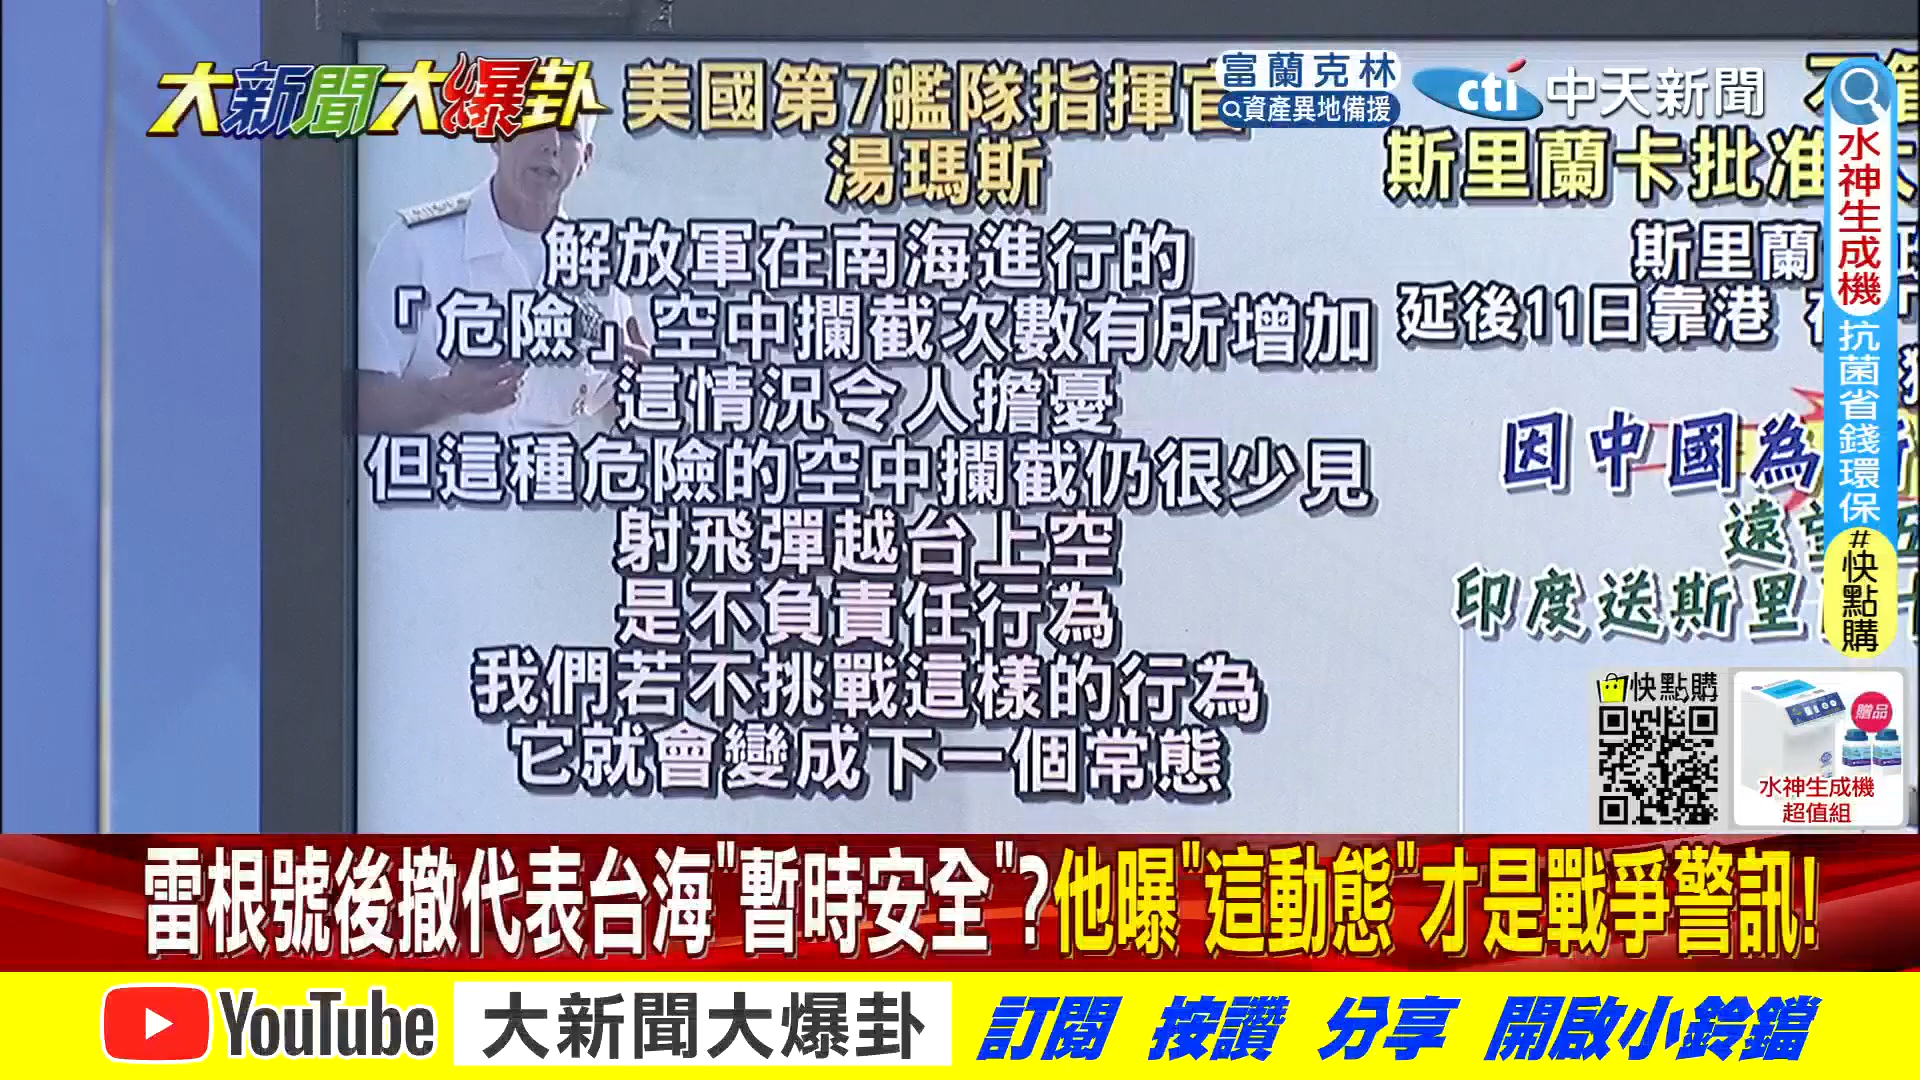 大新聞大爆卦
美國第7艦隊指揮官
湯瑪斯
解放軍在南海進行的
「危險」空中攔截次數有所增加
這情況令人擔憂
但這種危險的空中攔截仍很少見
射飛彈越台上空
是不負責任行為
我們若不挑戰這樣的行為
它就會變成下一個常態
富蘭克林
資產異地備援
cti 中天新聞
斯里蘭卡批准
斯里蘭
延後11日靠港
因中國為
遠
印度送斯里
水神生成機
抗菌省錢環保
#快點購
快點購
贈品
水神生成機
超值組
雷根號後撤代表台海"暫時安全"?他曝"這動態"才是戰爭警訊!
YouTube 大新聞大爆卦 訂閱 按讚 分享 開啟小鈴鐺